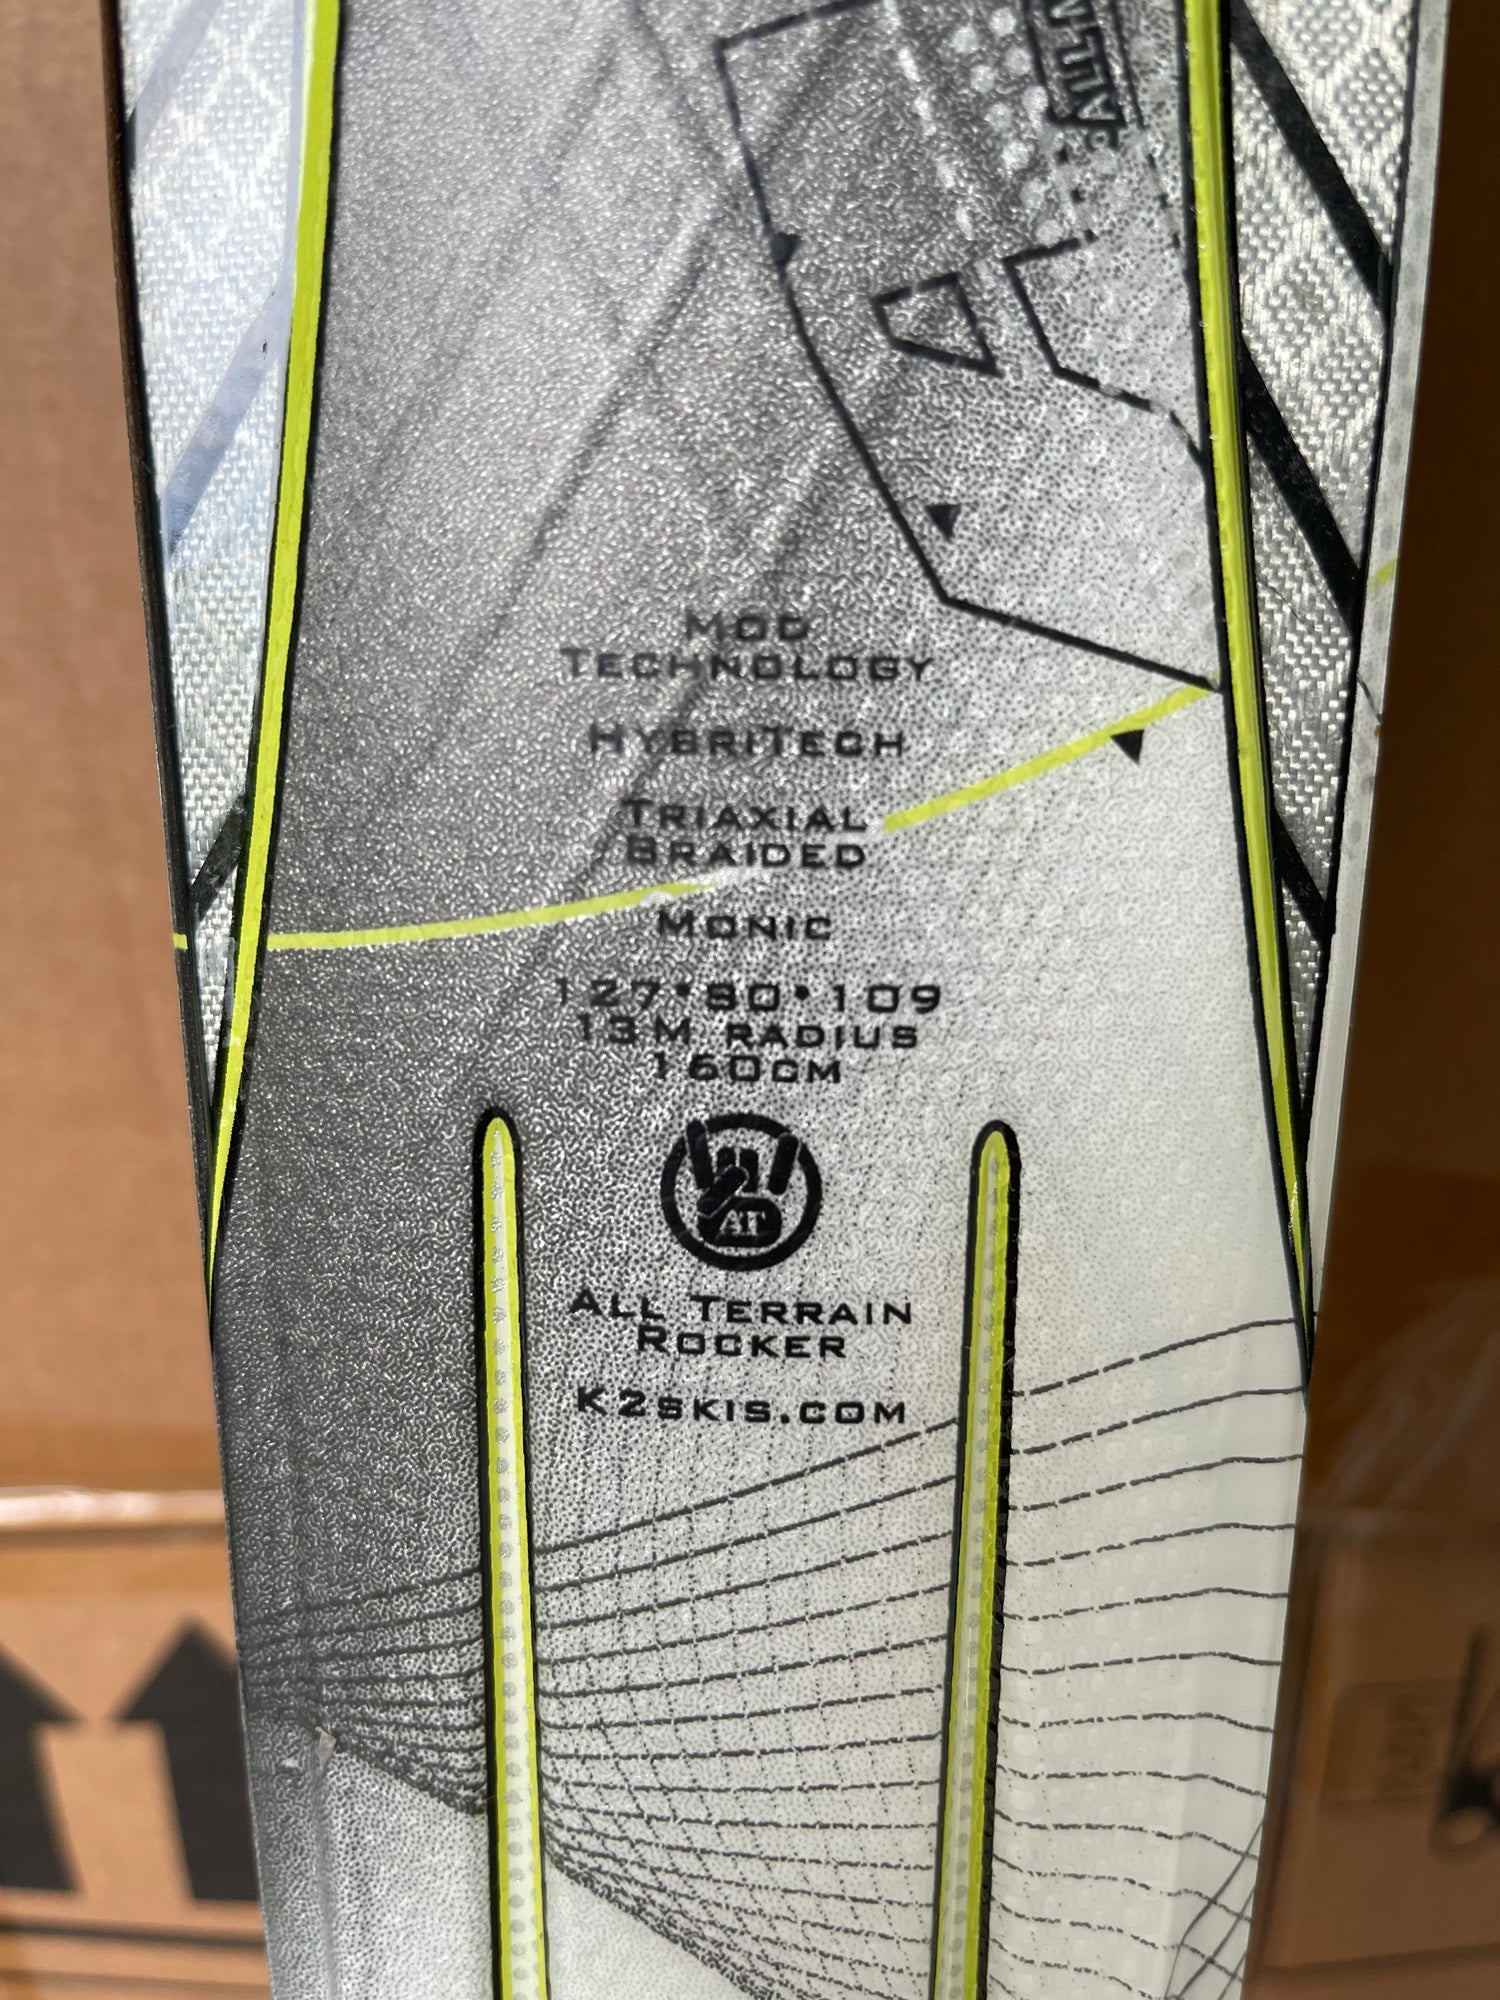 MOD
TECHNOLOGY
HYBRITECH
TRIAXIAL
BRAIDED
MONIC
127•80•109
13M RADIUS
160CM
AT
ALL TERRAIN
ROCKER
K2SKIS.COM